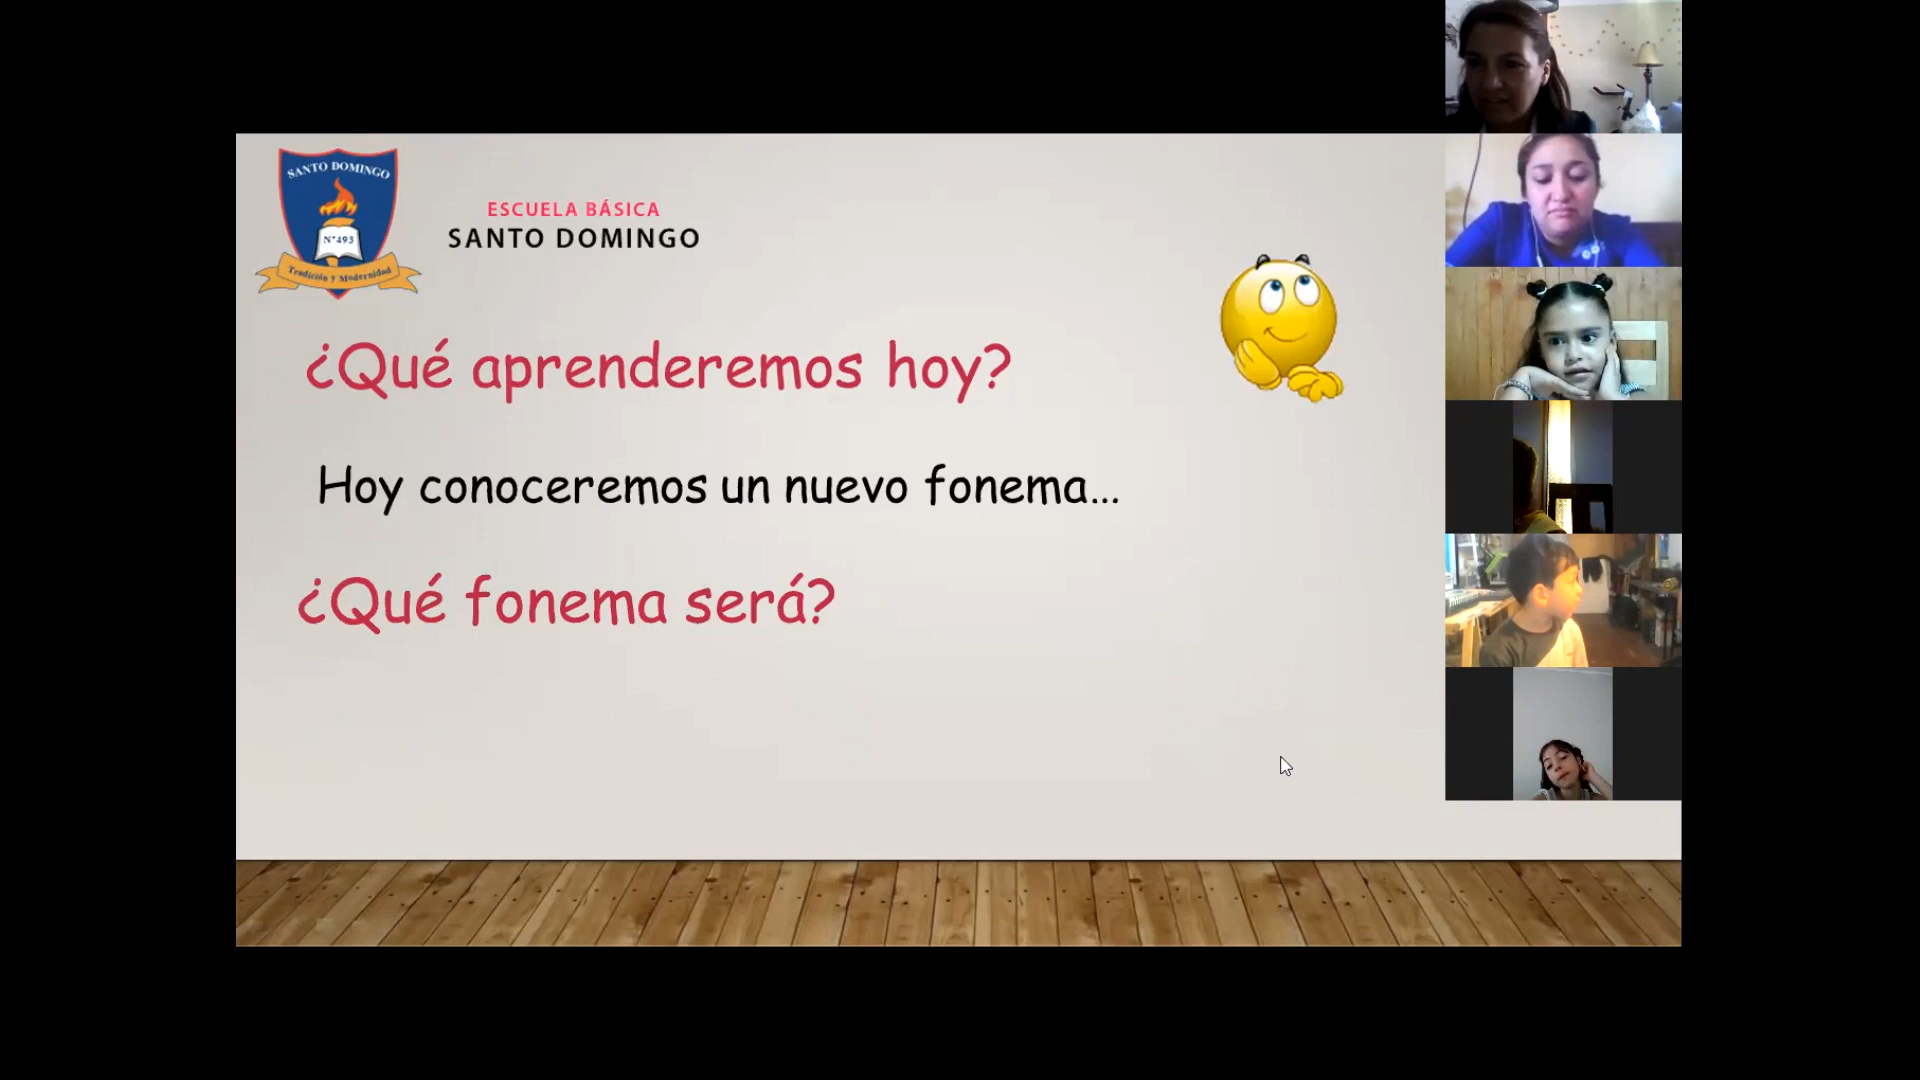 SANTO DOMINGO
N°493
Tradición y Modernidad
ESCUELA BÁSICA
SANTO DOMINGO
¿Qué aprenderemos hoy?
Hoy conoceremos un nuevo fonema...
¿Qué fonema será?